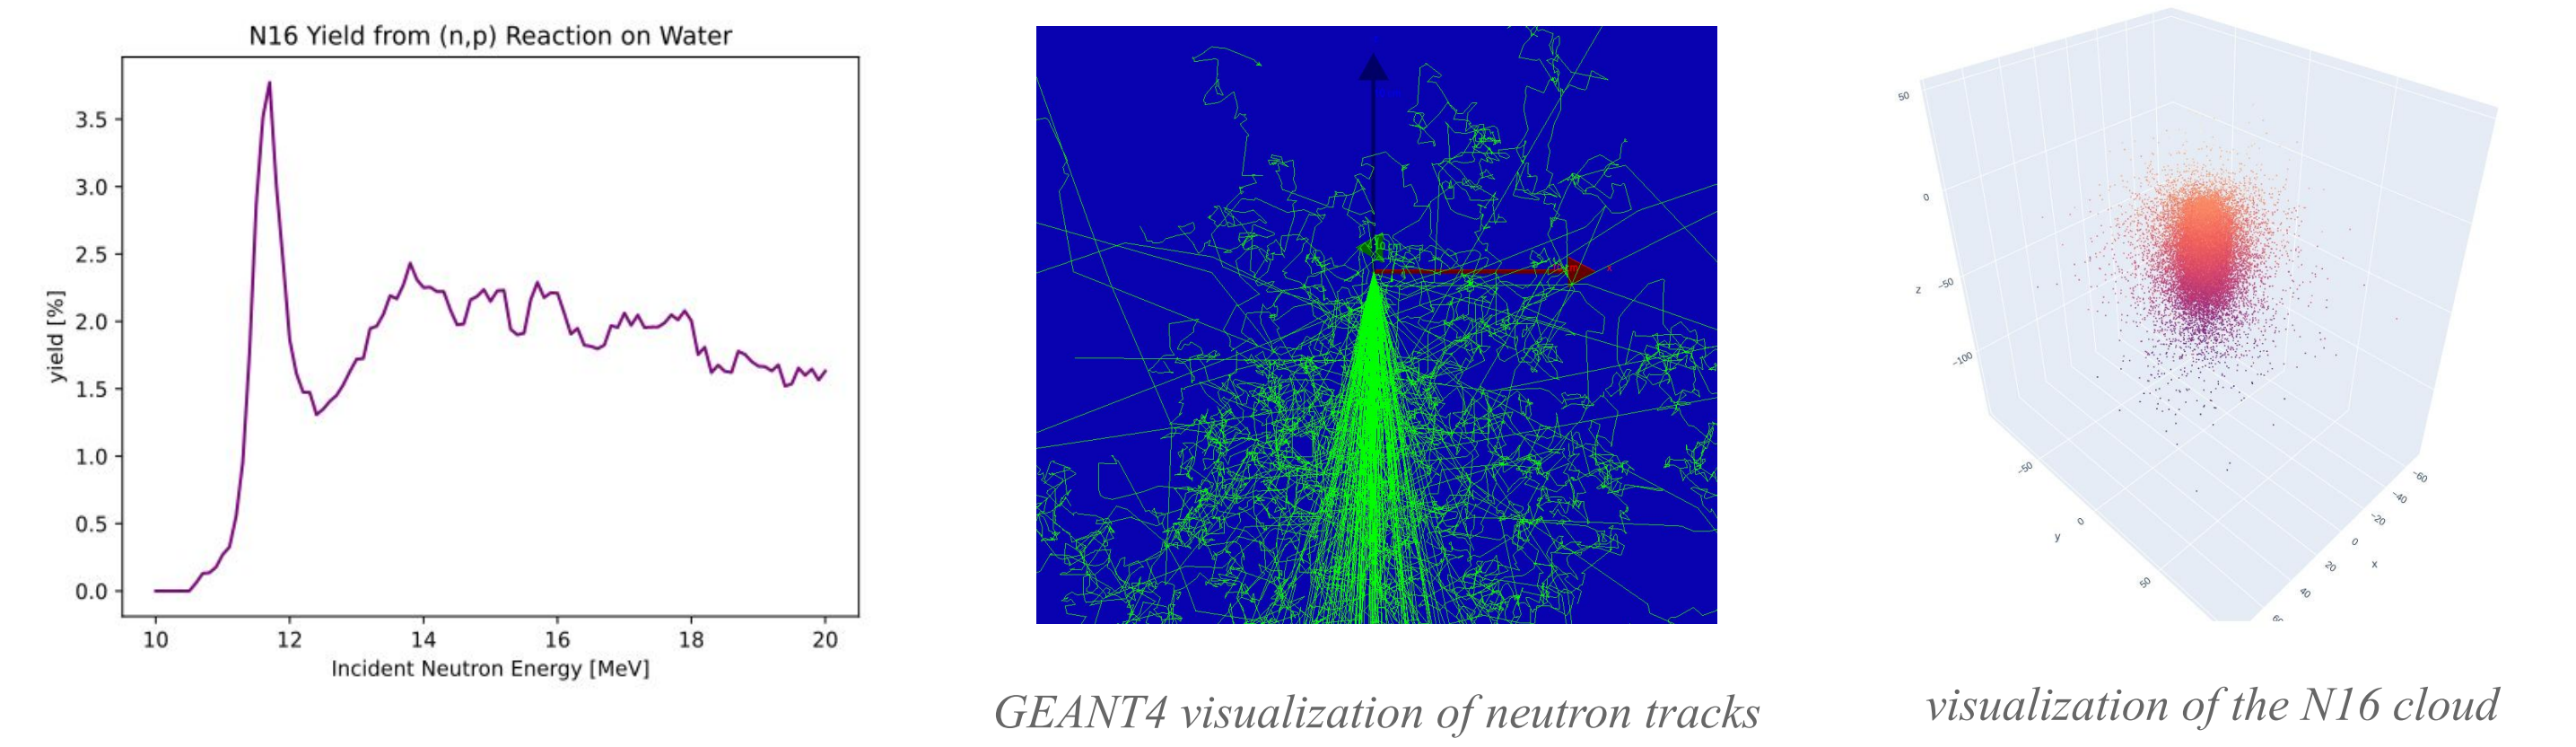 N16 Yield from (n,p) Reaction on Water
yield [%]
3.5
3.0
2.5
2.0
1.5
1.0
0.5
0.0
10 12 14 16 18 20
Incident Neutron Energy [MeV]
10 cm
x
GEANT4 visualization of neutron tracks
50
0
z
−50
−100
−50
0
y
50
−60
−40
−20
0
x
20
40
visualization of the N16 cloud